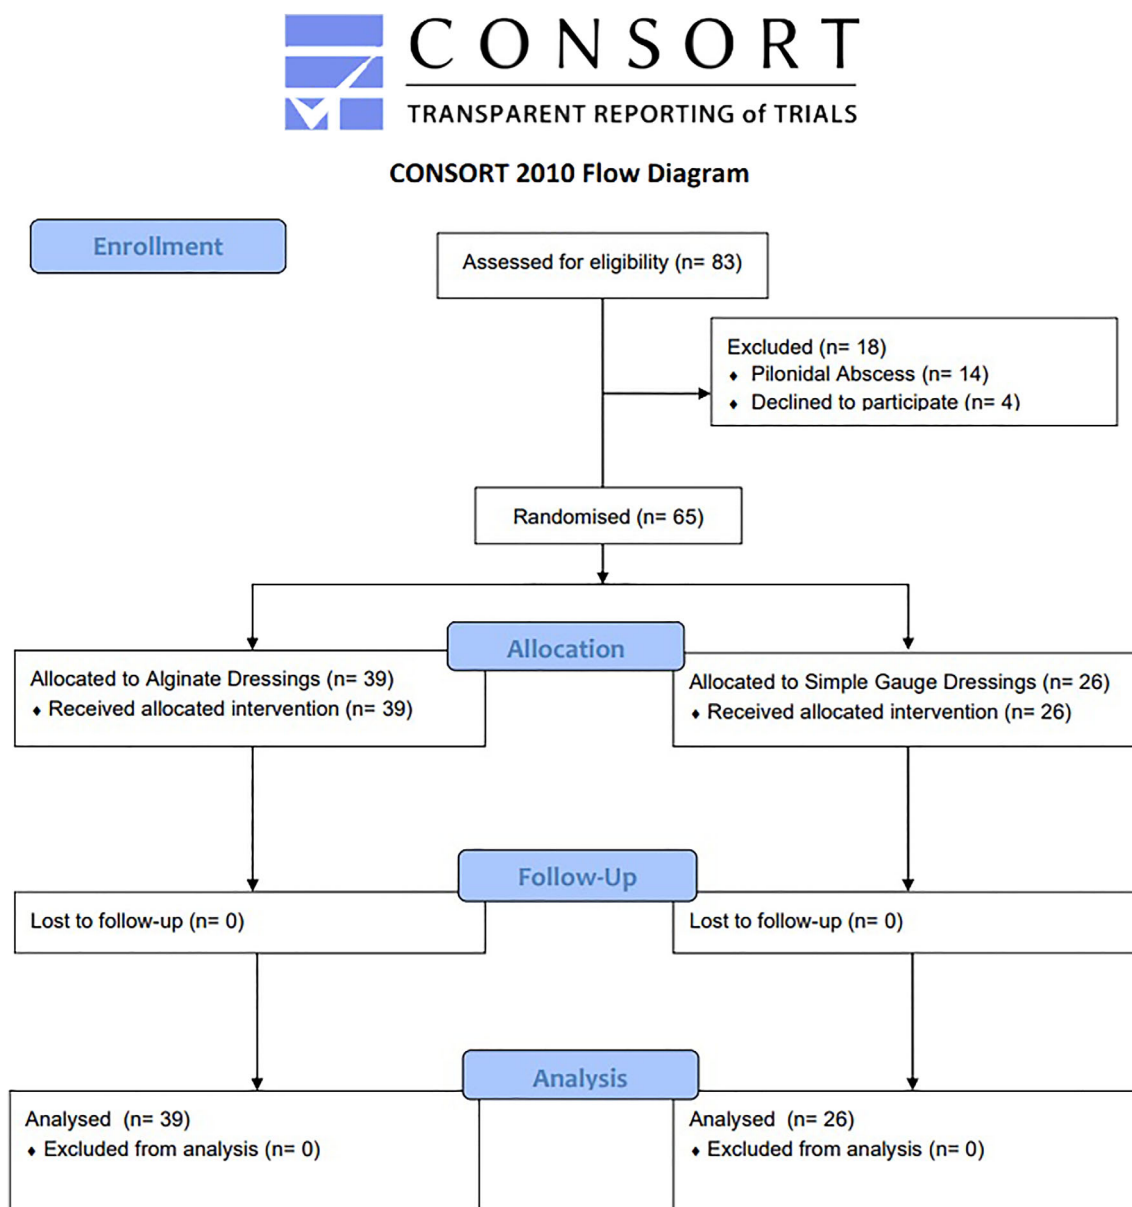 CONSORT
TRANSPARENT REPORTING of TRIALS
CONSORT 2010 Flow Diagram
Enrollment
Assessed for eligibility (n= 83)
Excluded (n= 18)
♦ Pilonidal Abscess (n= 14)
♦ Declined to participate (n= 4)
Randomised (n= 65)
Allocation
Allocated to Alginate Dressings (n= 39)
♦ Received allocated intervention (n= 39)
Allocated to Simple Gauge Dressings (n= 26)
♦ Received allocated intervention (n= 26)
Follow-Up
Lost to follow-up (n= 0)
Lost to follow-up (n= 0)
Analysis
Analysed (n= 39)
♦ Excluded from analysis (n= 0)
Analysed (n= 26)
♦ Excluded from analysis (n= 0)